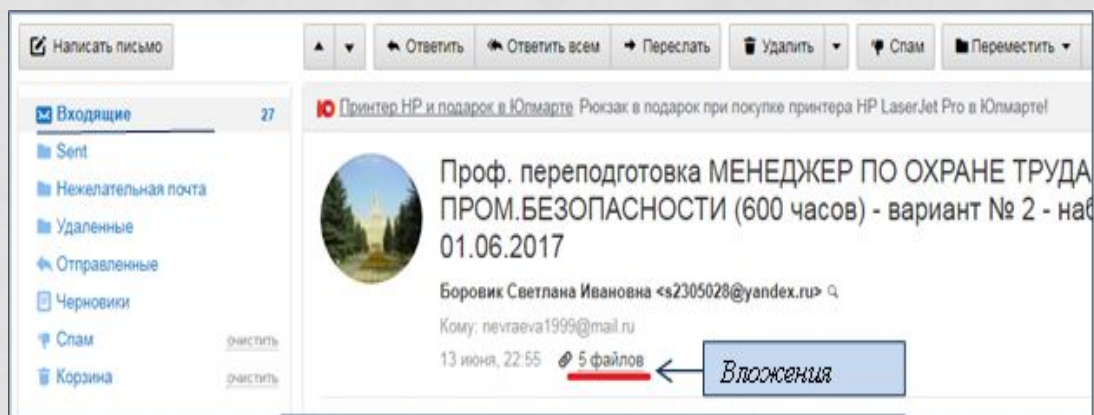 Написать письмо
Ответить Ответить всем Переслать Удалить Спам Переместить
Входящие 27
Sent
Нежелательная почта
Удаленные
Отправленные
Черновики
Спам очистить
Корзина очистить
Ю Принтер HP и подарок в Юлмарте Рюкзак в подарок при покупке принтера HP LaserJet Pro в Юлмарте!
Проф. переподготовка МЕНЕДЖЕР ПО ОХРАНЕ ТРУДА
ПРОМ.БЕЗОПАСНОСТИ (600 часов) - вариант № 2 - наб
01.06.2017
Боровик Светлана Ивановна <s2305028@yandex.ru>
Кому: nevraeva1999@mail.ru
13 июня, 22:55 5 файлов
Вложения